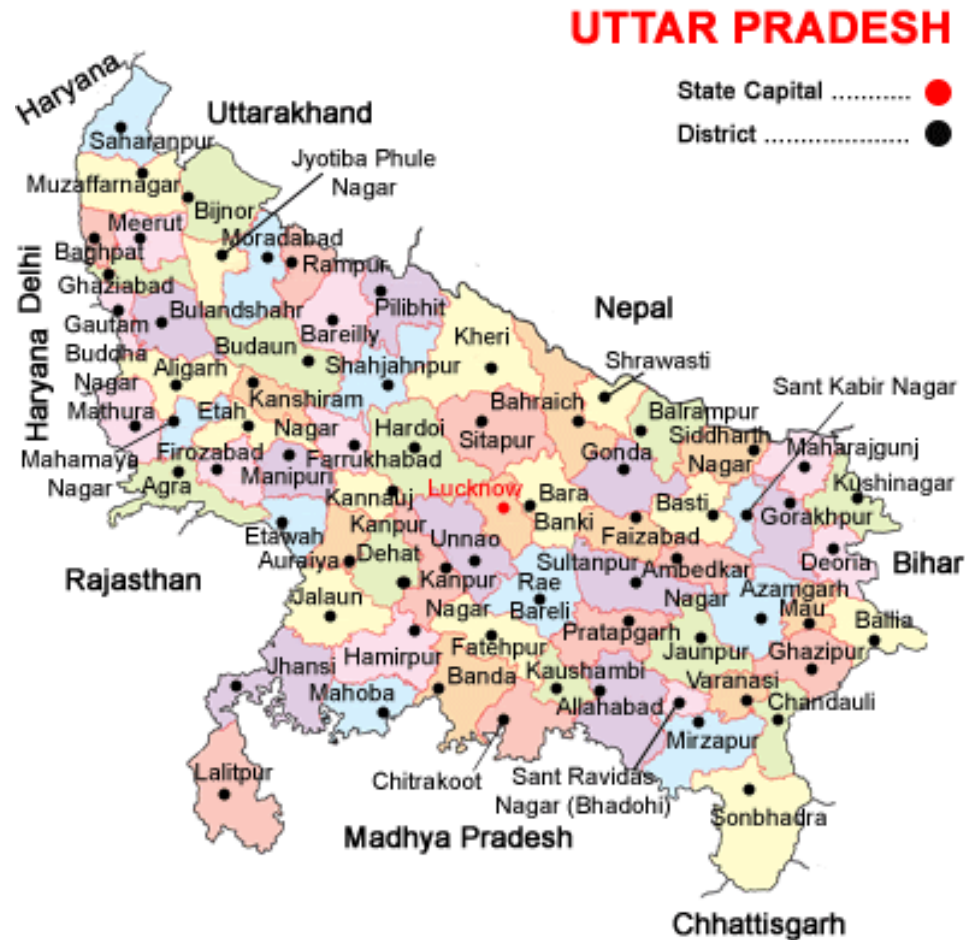 UTTAR PRADESH
State Capital ...........
District .....................
Haryana
Uttarakhand
Saharanpur
Jyotiba Phule
Nagar
Muzaffarnagar
Bijnor
Meerut
Moradabad
Baghpat
Rampur
Delhi
Haryana
Ghaziabad
Pilibhit
Nepal
Bulandshahr
Gautam
Buddha
Nagar
Bareilly
Kheri
Budaun
Shahjahnpur
Shrawasti
Aligarh
Sant Kabir Nagar
Kanshiram
Nagar
Bahraich
Mathura
Etah
Balrampur
Hardoi
Sitapur
Siddharth
Nagar
Maharajgunj
Mahamaya
Nagar
Firozabad
Farrukhabad
Gonda
Manipuri
Kushinagar
Agra
Kannauj
Lucknow
Bara
Banki
Basti
Gorakhpur
Etawah
Kanpur
Dehat
Unnao
Faizabad
Auraiya
Sultanpur
Ambedkar
Nagar
Deoria
Bihar
Rajasthan
Kanpur
Nagar
Rae
Bareli
Azamgarh
Jalaun
Mau
Ballia
Pratapgarh
Fatehpur
Jaunpur
Ghazipur
Jhansi
Hamirpur
Banda
Kaushambi
Varanasi
Mahoba
Allahabad
Chandauli
Mirzapur
Lalitpur
Chitrakoot
Sant Ravidas
Nagar (Bhadohi)
Sonbhadra
Madhya Pradesh
Chhattisgarh